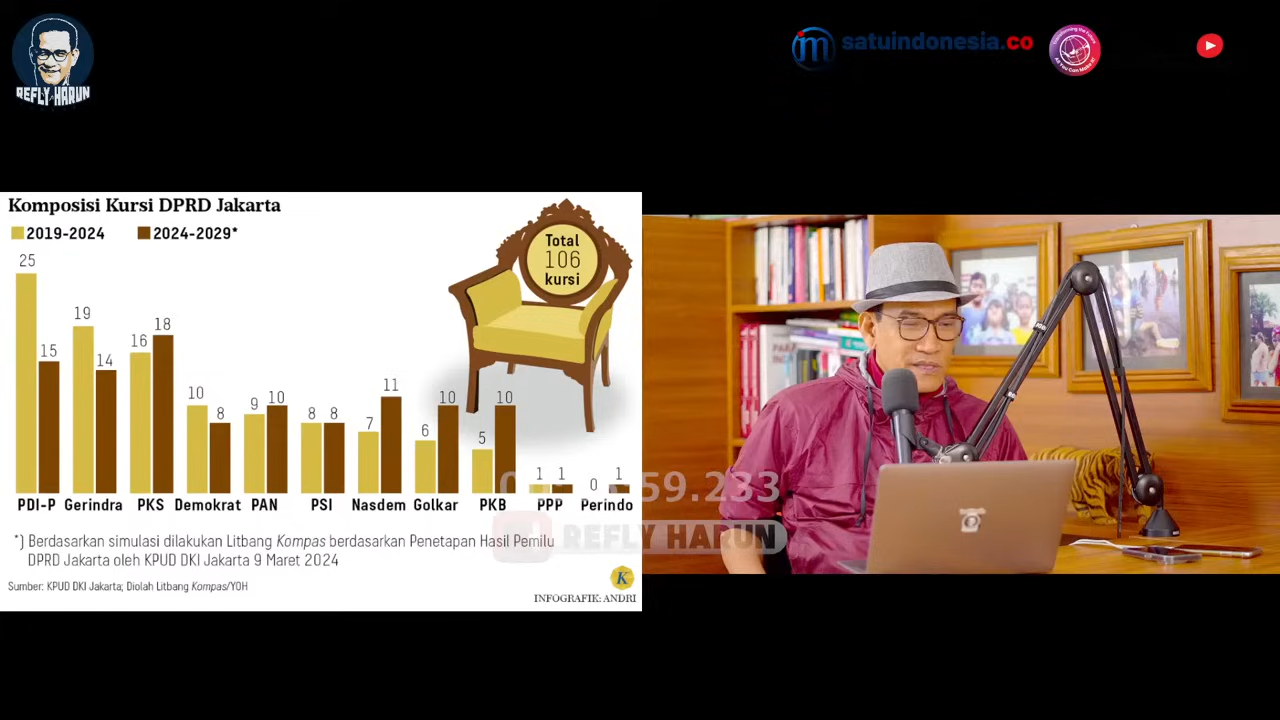 REFLY HARUN
satuindonesia.co
Komposisi Kursi DPRD Jakarta
2019-2024
2024-2029*
Total
106
kursi
25
15
19
14
16
18
10
8
9
10
8
8
7
11
6
10
5
10
1
1
0
1
PDI-P
Gerindra
PKS
Demokrat
PAN
PSI
Nasdem
Golkar
PKB
PPP
Perindo
*) Berdasarkan simulasi dilakukan Litbang Kompas berdasarkan Penetapan Hasil Pemilu
DPRD Jakarta oleh KPUD DKI Jakarta 9 Maret 2024
Sumber: KPUD DKI Jakarta; Diolah Litbang Kompas/YOH
K
INFOGRAFIK: ANDRI
59.233
REFLY HARUN